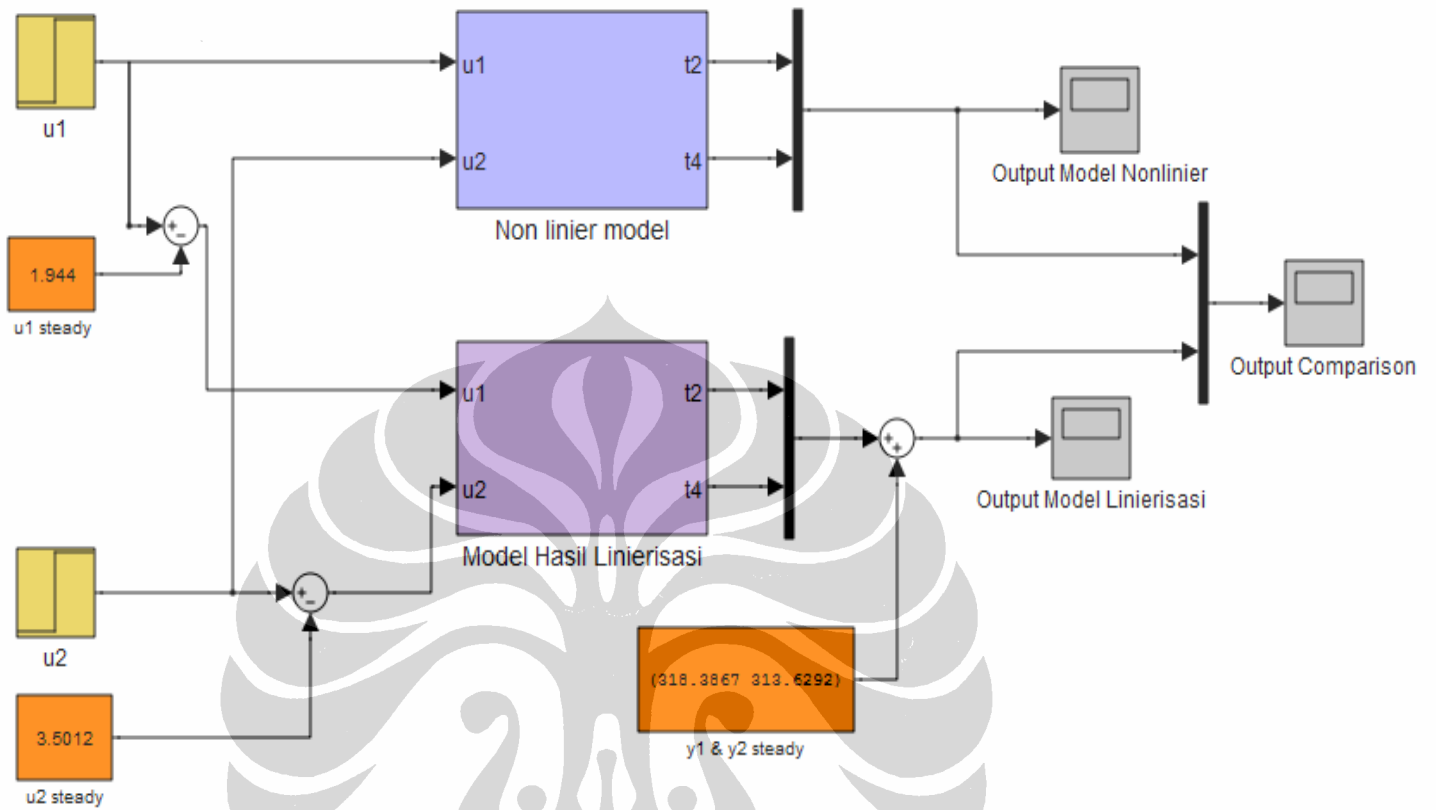 u1
u1
t2
u2
t4
Non linier model
Output Model Nonlinier
1.944
u1 steady
Output Comparison
u1
t2
u2
t4
Model Hasil Linierisasi
Output Model Linierisasi
u2
(318.3867 313.6292)
y1 & y2 steady
3.5012
u2 steady